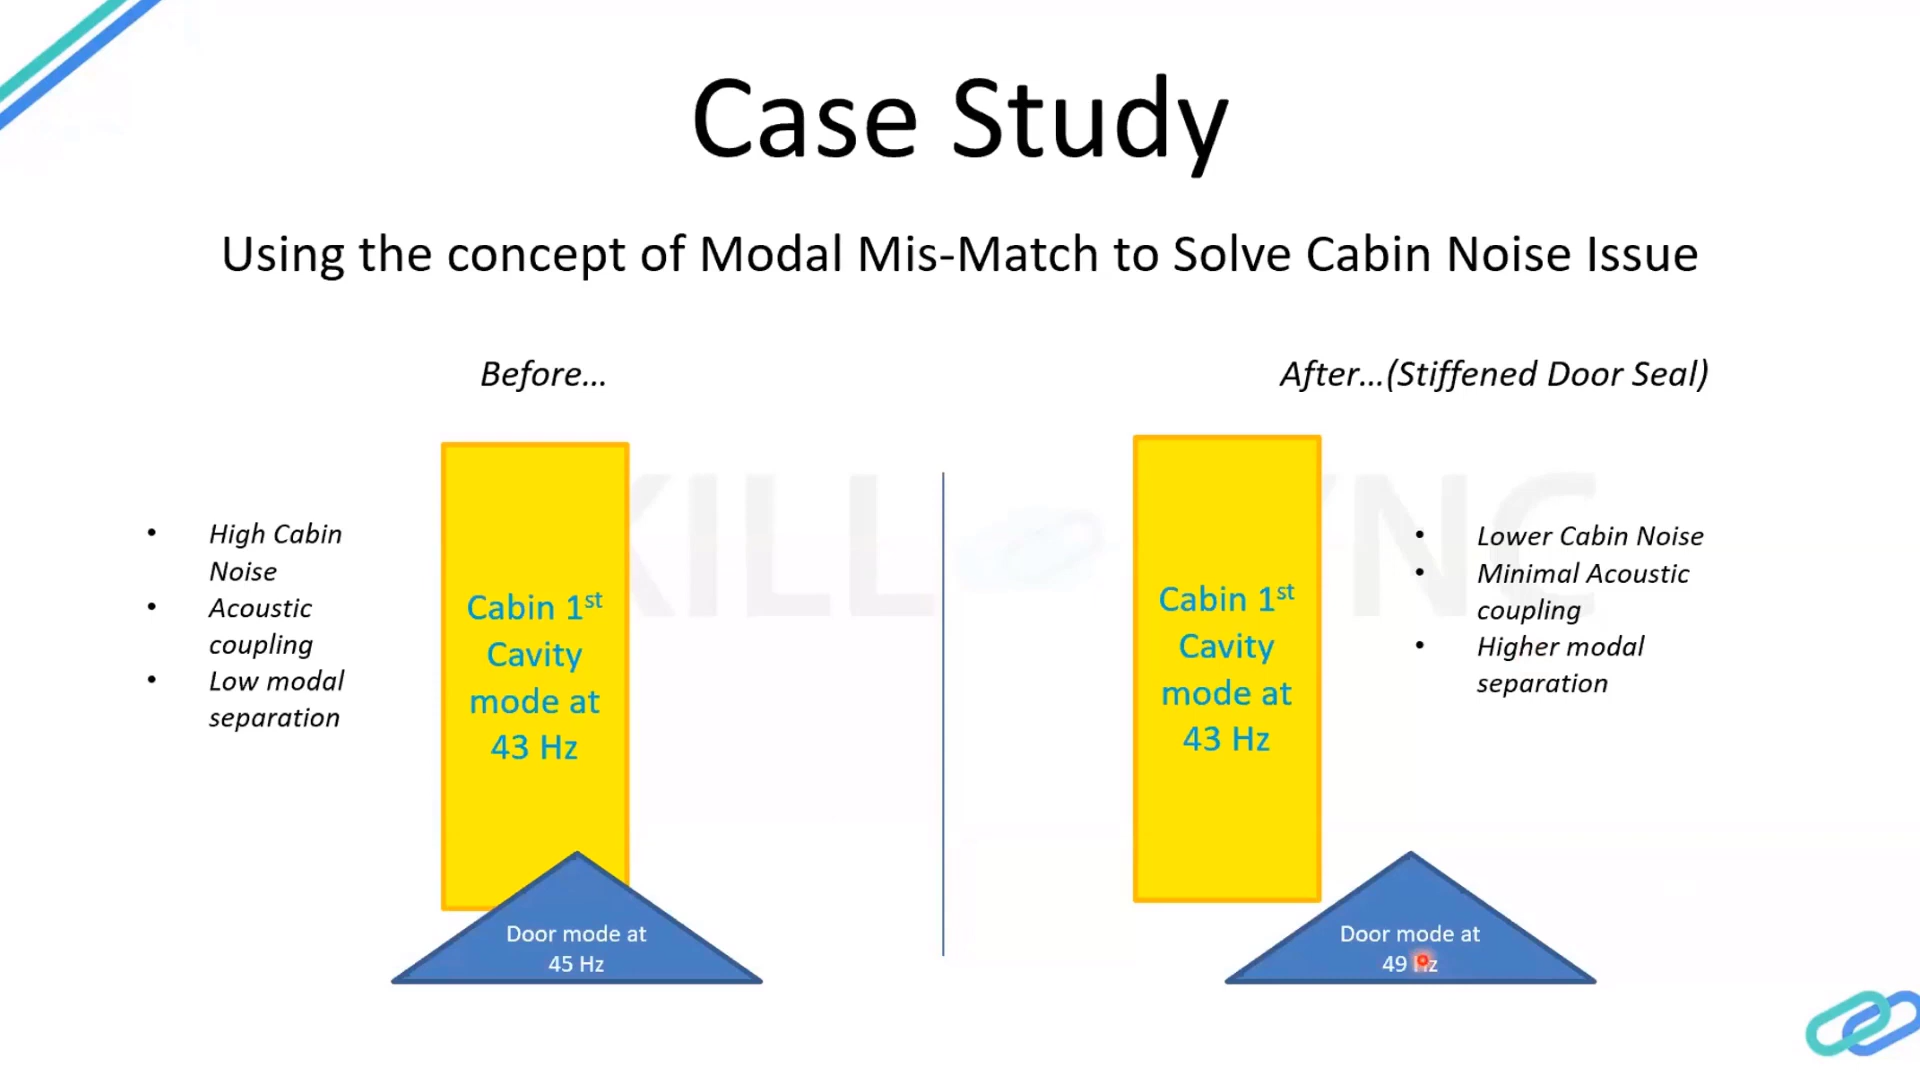 Case Study
Using the concept of Modal Mis-Match to Solve Cabin Noise Issue
Before...
• High Cabin
Noise
• Acoustic
coupling
• Low modal
separation
Cabin 1st
Cavity
mode at
43 Hz
Door mode at
45 Hz
After...(Stiffened Door Seal)
Cabin 1st
Cavity
mode at
43 Hz
• Lower Cabin Noise
• Minimal Acoustic
coupling
• Higher modal
separation
Door mode at
49 Hz